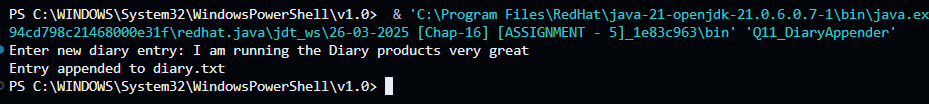 PS C:\WINDOWS\System32\WindowsPowerShell\v1.0>  & 'C:\Program Files\RedHat\java-21-openjdk-21.0.6.0.7-1\bin\java.ex
94cd798c21468000e31f\redhat.java\jdt_ws\26-03-2025 [Chap-16] [ASSIGNMENT - 5]_1e83c963\bin' 'Q11_DiaryAppender'
Enter new diary entry: I am running the Diary products very great
Entry appended to diary.txt
PS C:\WINDOWS\System32\WindowsPowerShell\v1.0>